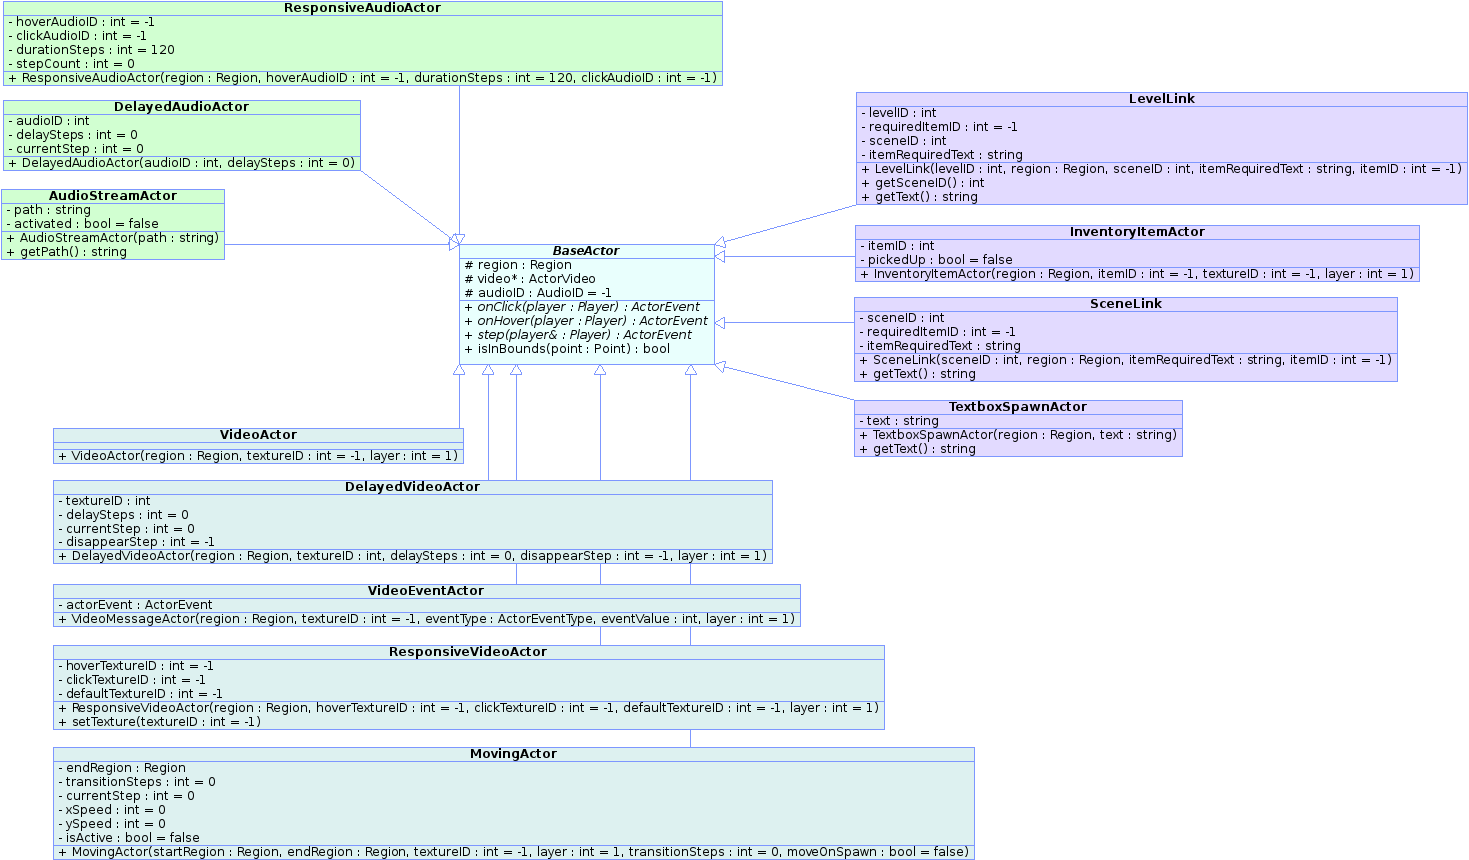 ResponsiveAudioActor
- hoverAudioID : int = -1
- clickAudioID : int = -1
- durationSteps : int = 120
- stepCount : int = 0
+ ResponsiveAudioActor(region : Region, hoverAudioID : int = -1, durationSteps : int = 120, clickAudioID : int = -1)
DelayedAudioActor
- audioID : int
- delaySteps : int = 0
- currentStep : int = 0
+ DelayedAudioActor(audioID : int, delaySteps : int = 0)
AudioStreamActor
- path : string
- activated : bool = false
+ AudioStreamActor(path : string)
+ getPath() : string
BaseActor
# region : Region
# video* : ActorVideo
# audioID : AudioID = -1
+ onClick(player : Player) : ActorEvent
+ onHover(player : Player) : ActorEvent
+ step(player& : Player) : ActorEvent
+ isInBounds(point : Point) : bool
LevelLink
- levelID : int
- requiredItemID : int = -1
- sceneID : int
- itemRequiredText : string
+ LevelLink(levelID : int, region : Region, sceneID : int, itemRequiredText : string, itemID : int = -1)
+ getSceneID() : int
+ getText() : string
InventoryItemActor
- itemID : int
- pickedUp : bool = false
+ InventoryItemActor(region : Region, itemID : int = -1, textureID : int = -1, layer : int = 1)
SceneLink
- sceneID : int
- requiredItemID : int = -1
- itemRequiredText : string
+ SceneLink(sceneID : int, region : Region, itemRequiredText : string, itemID : int = -1)
+ getText() : string
TextboxSpawnActor
- text : string
+ TextboxSpawnActor(region : Region, text : string)
+ getText() : string
VideoActor
+ VideoActor(region : Region, textureID : int = -1, layer : int = 1)
DelayedVideoActor
- textureID : int
- delaySteps : int = 0
- currentStep : int = 0
- disappearStep : int = -1
+ DelayedVideoActor(region : Region, textureID : int, delaySteps : int = 0, disappearStep : int = -1, layer : int = 1)
VideoEventActor
- actorEvent : ActorEvent
+ VideoMessageActor(region : Region, textureID : int = -1, eventType : ActorEventType, eventValue : int, layer : int = 1)
ResponsiveVideoActor
- hoverTextureID : int = -1
- clickTextureID : int = -1
- defaultTextureID : int = -1
+ ResponsiveVideoActor(region : Region, hoverTextureID : int = -1, clickTextureID : int = -1, defaultTextureID : int = -1, layer : int = 1)
+ setTexture(textureID : int = -1)
MovingActor
- endRegion : Region
- transitionSteps : int = 0
- currentStep : int = 0
- xSpeed : int = 0
- ySpeed : int = 0
- isActive : bool = false
+ MovingActor(startRegion : Region, endRegion : Region, textureID : int = -1, layer : int = 1, transitionSteps : int = 0, moveOnSpawn : bool = false)